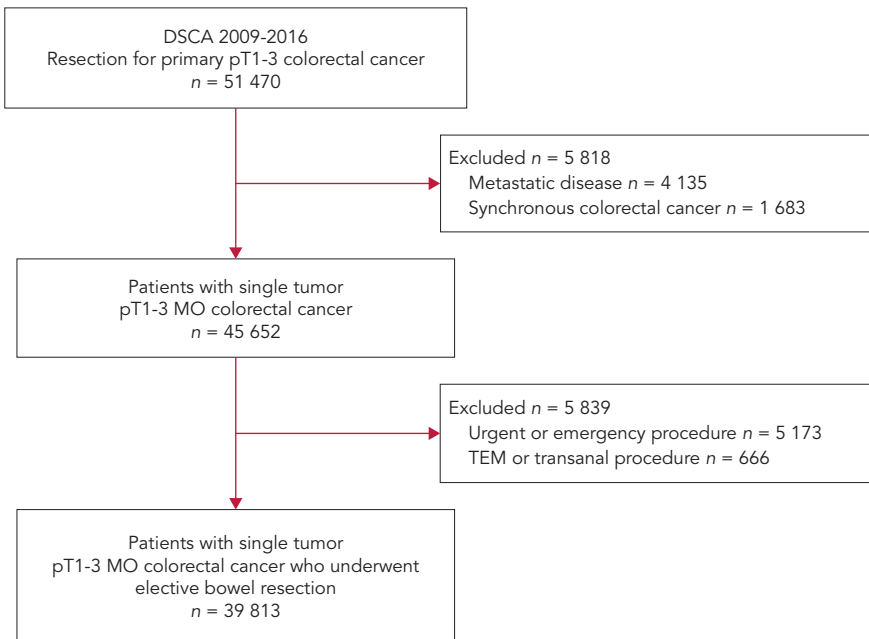 DSCA 2009-2016
Resection for primary pT1-3 colorectal cancer
n = 51 470
Excluded n = 5 818
Metastatic disease n = 4 135
Synchronous colorectal cancer n = 1 683
Patients with single tumor
pT1-3 MO colorectal cancer
n = 45 652
Excluded n = 5 839
Urgent or emergency procedure n = 5 173
TEM or transanal procedure n = 666
Patients with single tumor
pT1-3 MO colorectal cancer who underwent
elective bowel resection
n = 39 813